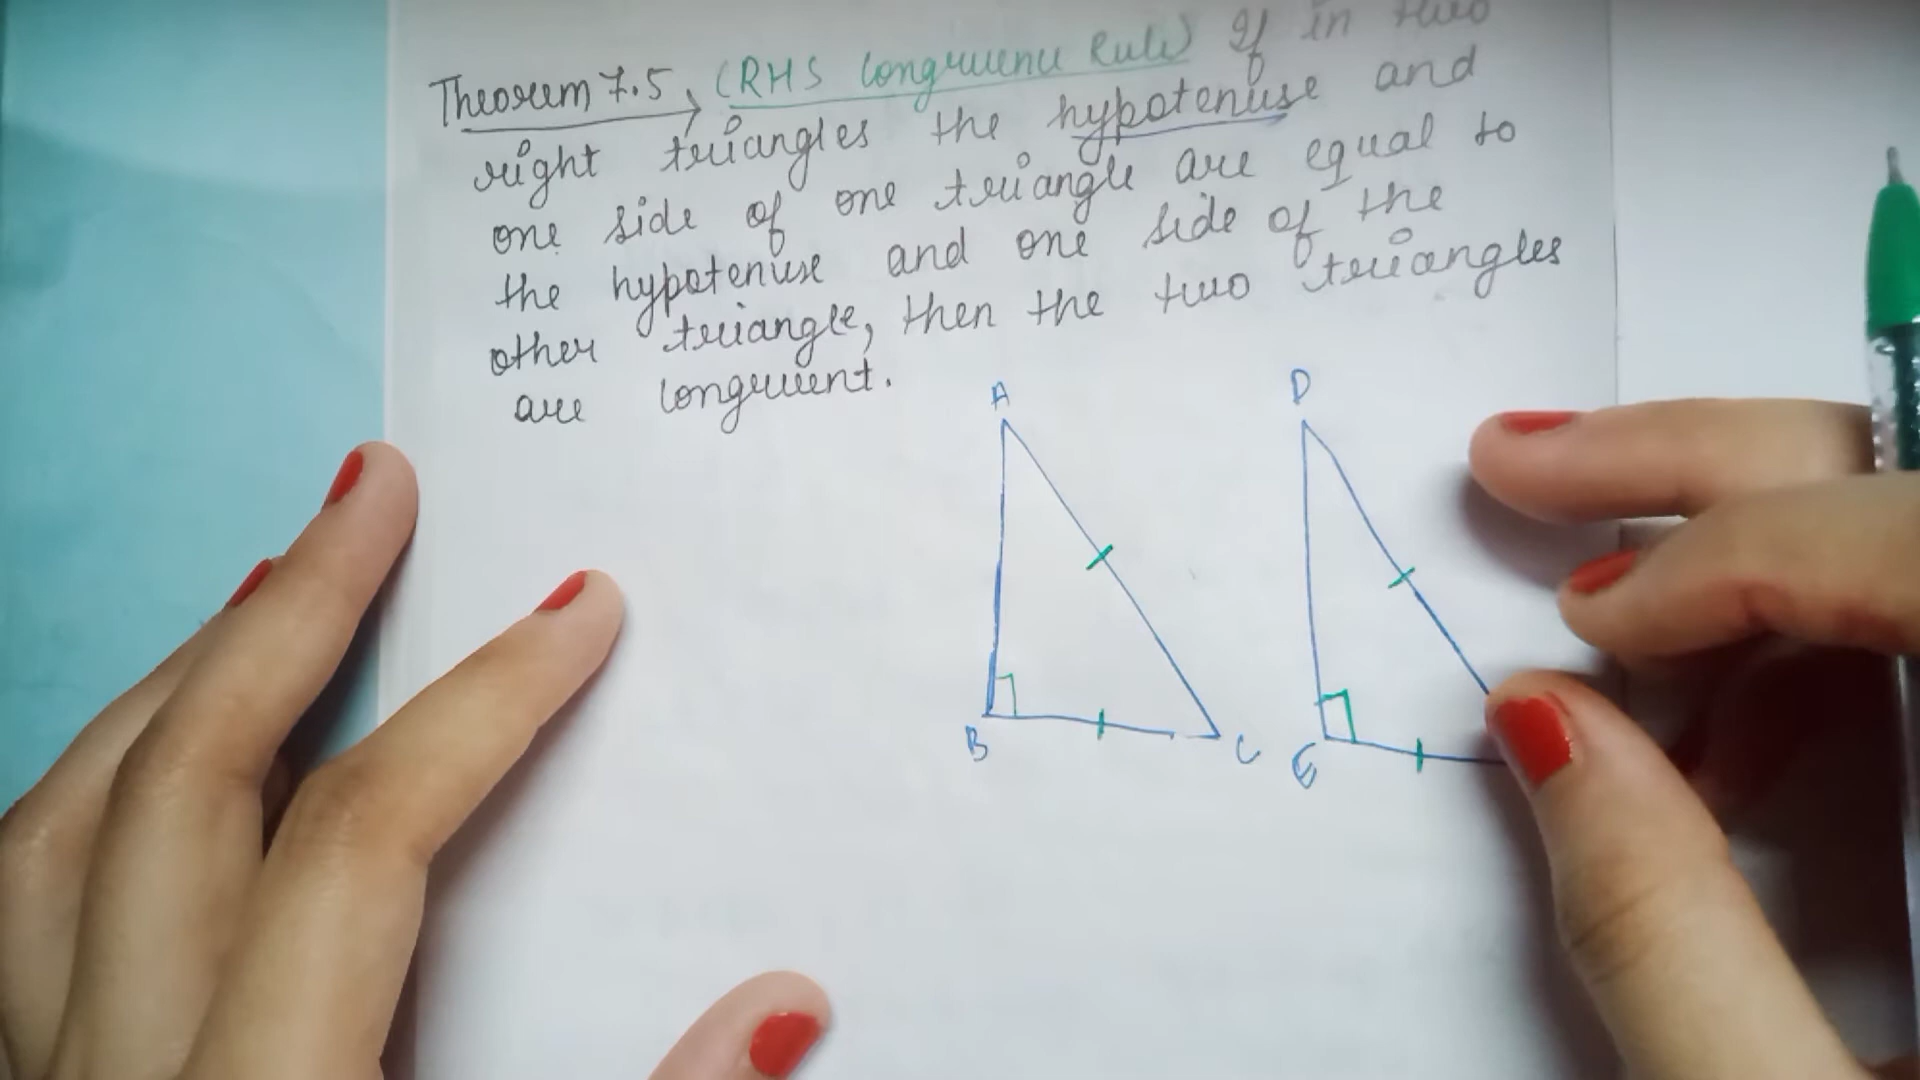 Theorem 7.5, (RHS Congruence Rule) If in two
right triangles the hypotenuse and
one side of one triangle are equal to
the hypotenuse and one side of the
other triangle, then the two triangles
are congruent.
A D
B C E